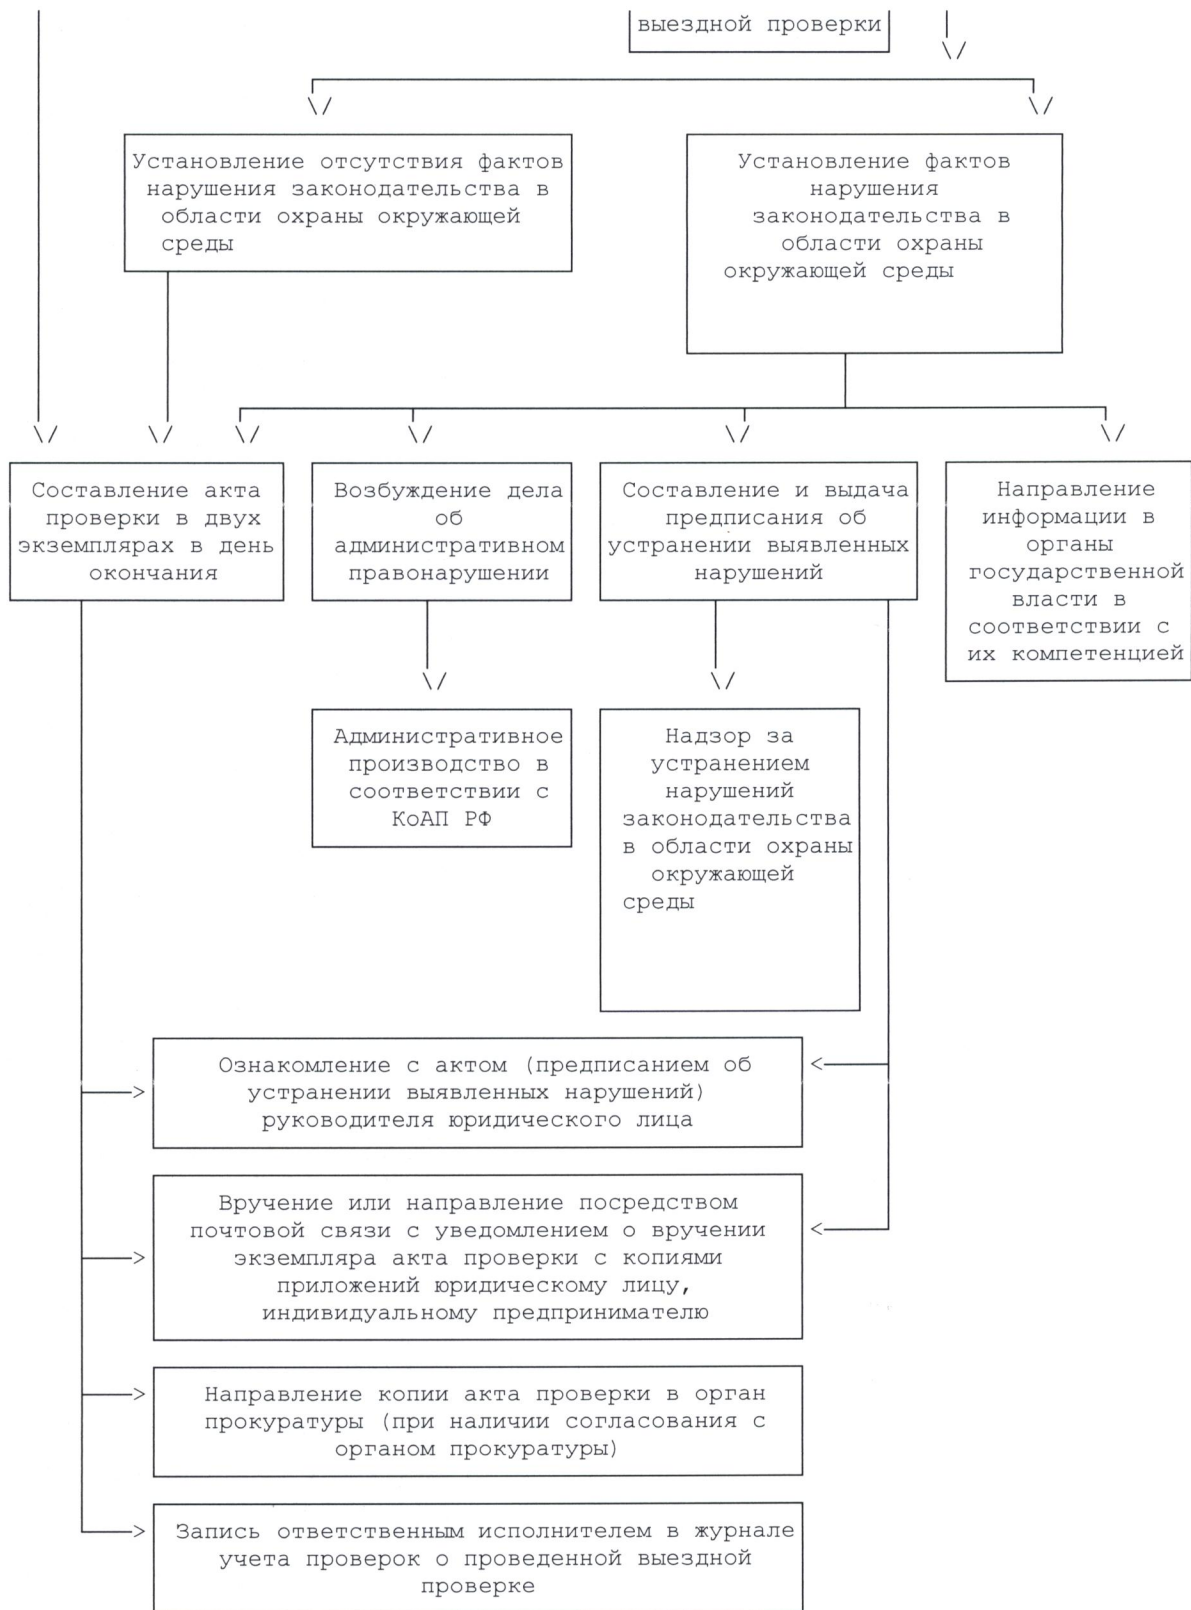 выездной проверки
Установление отсутствия фактов
нарушения законодательства в
области охраны окружающей
среды
Установление фактов
нарушения
законодательства в
области охраны
окружающей среды
Составление акта
проверки в двух
экземплярах в день
окончания
Возбуждение дела
об
административном
правонарушении
Составление и выдача
предписания об
устранении выявленных
нарушений
Направление
информации в
органы
государственной
власти в
соответствии с
их компетенцией
Административное
производство в
соответствии с
КоАП РФ
Надзор за
устранением
нарушений
законодательства
в области охраны
окружающей
среды
Ознакомление с актом (предписанием об
устранении выявленных нарушений)
руководителя юридического лица
Вручение или направление посредством
почтовой связи с уведомлением о вручении
экземпляра акта проверки с копиями
приложений юридическому лицу,
индивидуальному предпринимателю
Направление копии акта проверки в орган
прокуратуры (при наличии согласования с
органом прокуратуры)
Запись ответственным исполнителем в журнале
учета проверок о проведенной выездной
проверке